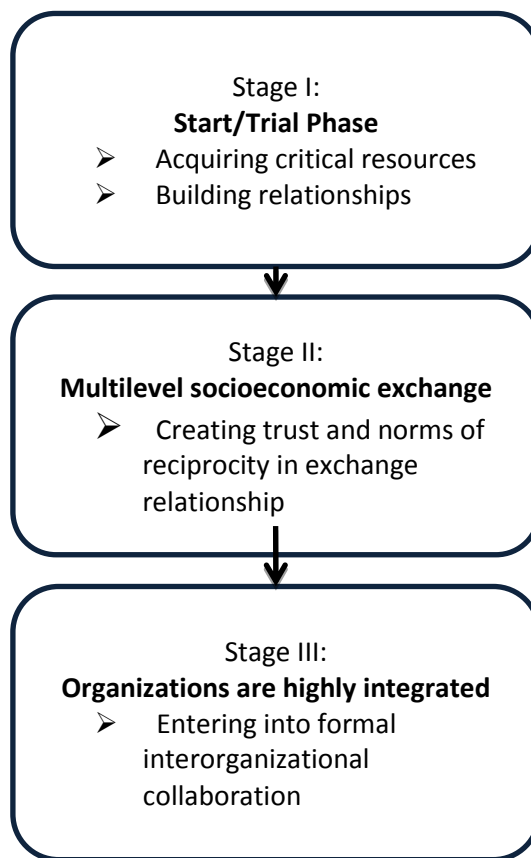 Stage I:
Start/Trial Phase
➢ Acquiring critical resources
➢ Building relationships
Stage II:
Multilevel socioeconomic exchange
➢ Creating trust and norms of
reciprocity in exchange
relationship
Stage III:
Organizations are highly integrated
➢ Entering into formal
interorganizational
collaboration